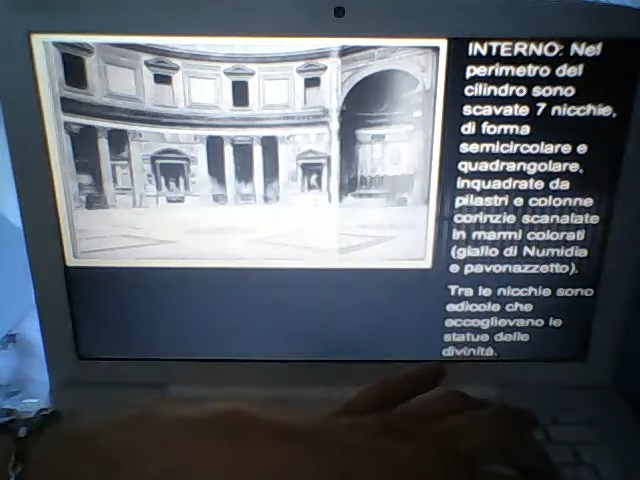 INTERNO: Nel
perimetro del
cilindro sono
scavate 7 nicchie,
di forma
semicircolare e
quadrangolare,
inquadrate da
pilastri e colonne
corinzie scanalate
in marmi colorati
(giallo di Numidia
e pavonazzetto).
Tra le nicchie sono
edicole che
accoglievano le
statue delle
divinità.